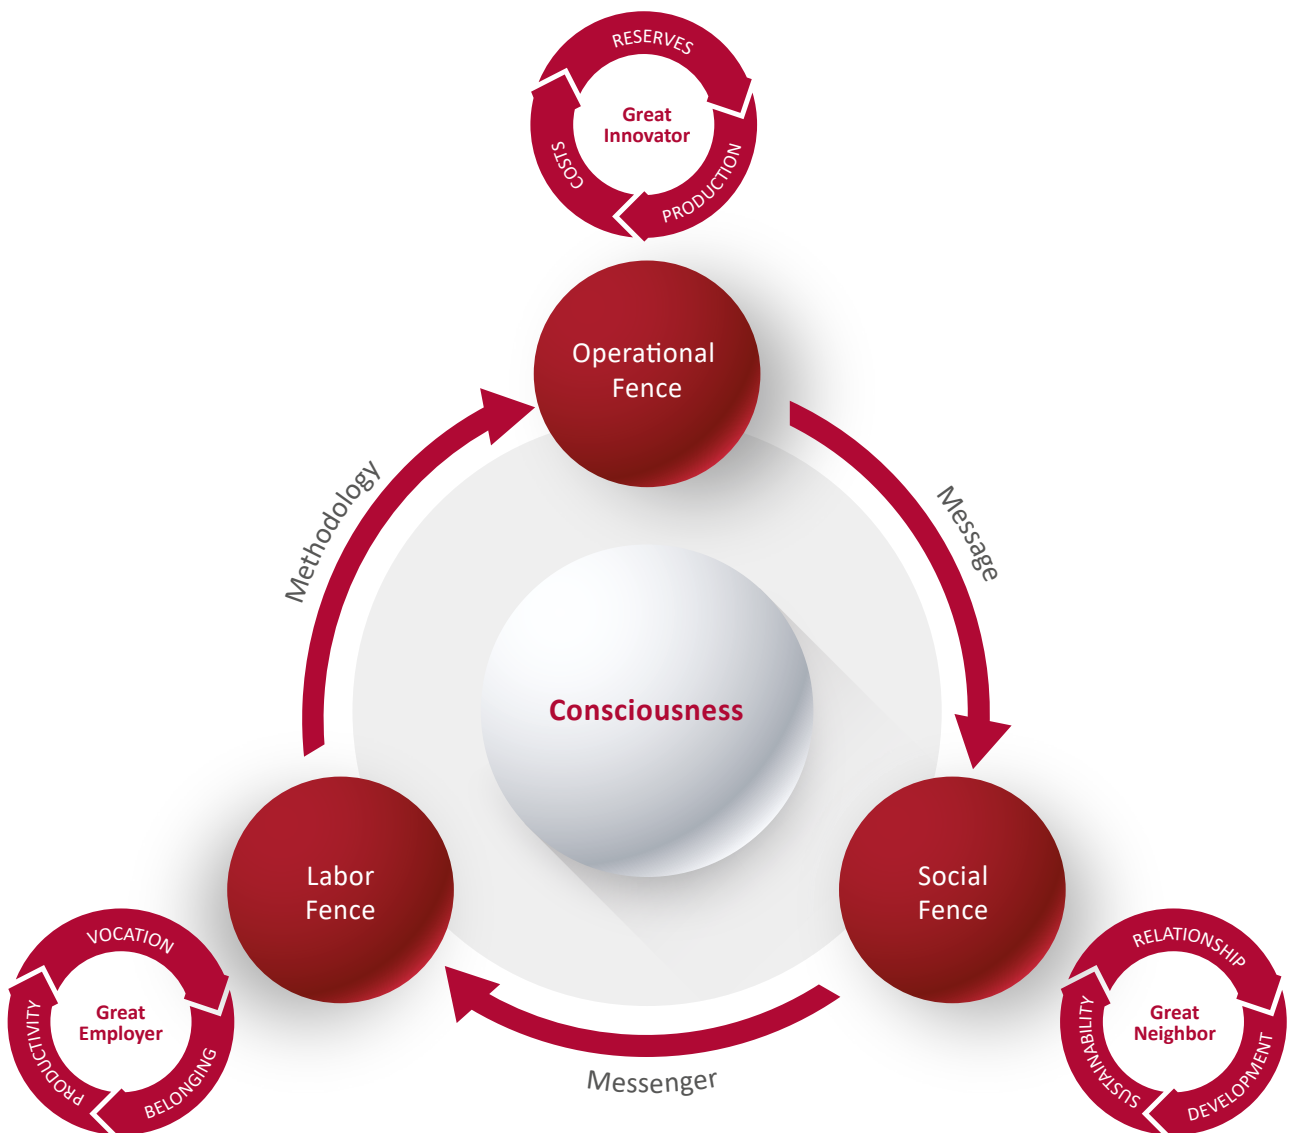 RESERVES
Great
Innovator
COSTS
PRODUCTION
Operational
Fence
Methodology
Message
Consciousness
Labor
Fence
Social
Fence
VOCATION
Great
Employer
PRODUCTIVITY
BELONGING
RELATIONSHIP
Great
Neighbor
SUSTAINABILITY
DEVELOPMENT
Messenger